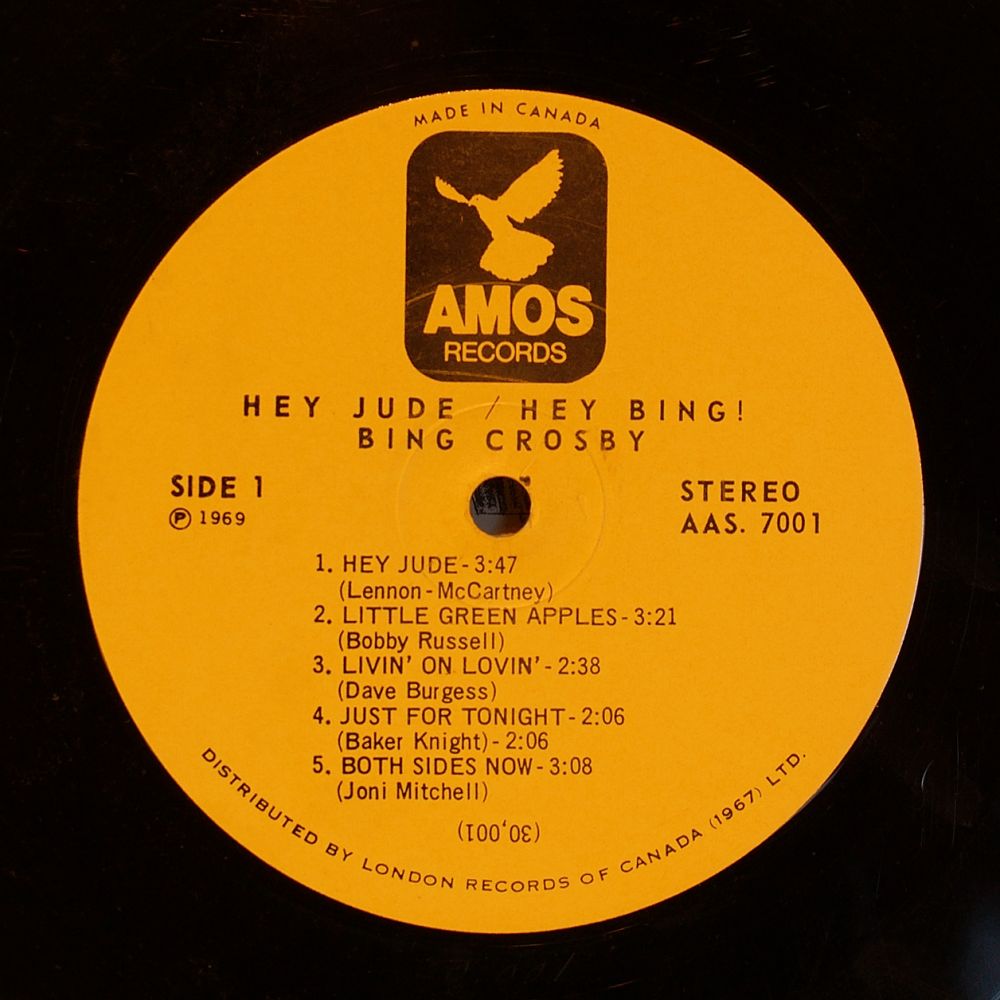 MADE IN CANADA
AMOS
RECORDS
HEY JUDE / HEY BING!
BING CROSBY
SIDE 1
Ⓟ 1969
STEREO
AAS. 7001
1. HEY JUDE - 3:47
(Lennon - McCartney)
2. LITTLE GREEN APPLES - 3:21
(Bobby Russell)
3. LIVIN' ON LOVIN' - 2:38
(Dave Burgess)
4. JUST FOR TONIGHT - 2:06
(Baker Knight) - 2:06
5. BOTH SIDES NOW - 3:08
(Joni Mitchell)
(30,001)
DISTRIBUTED BY LONDON RECORDS OF CANADA (1967) LTD.